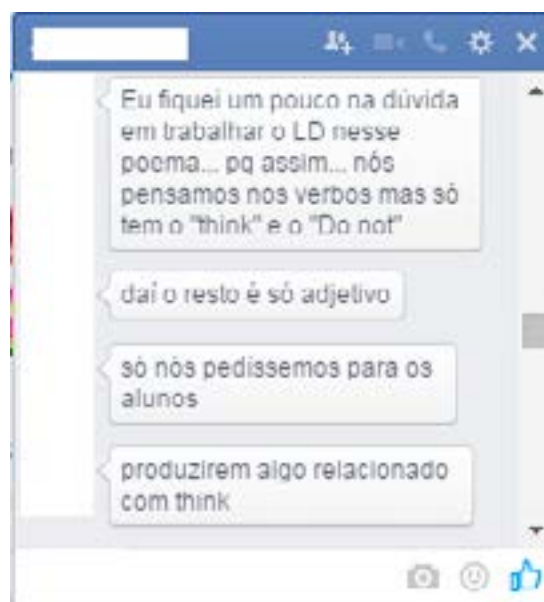 Eu fiquei um pouco na dúvida
em trabalhar o LD nesse
poema... pq assim... nós
pensamos nos verbos mas só
tem o "think" e o "Do not"
daí o resto é só adjetivo
só nós pedíssemos para os
alunos
produzirem algo relacionado
com think